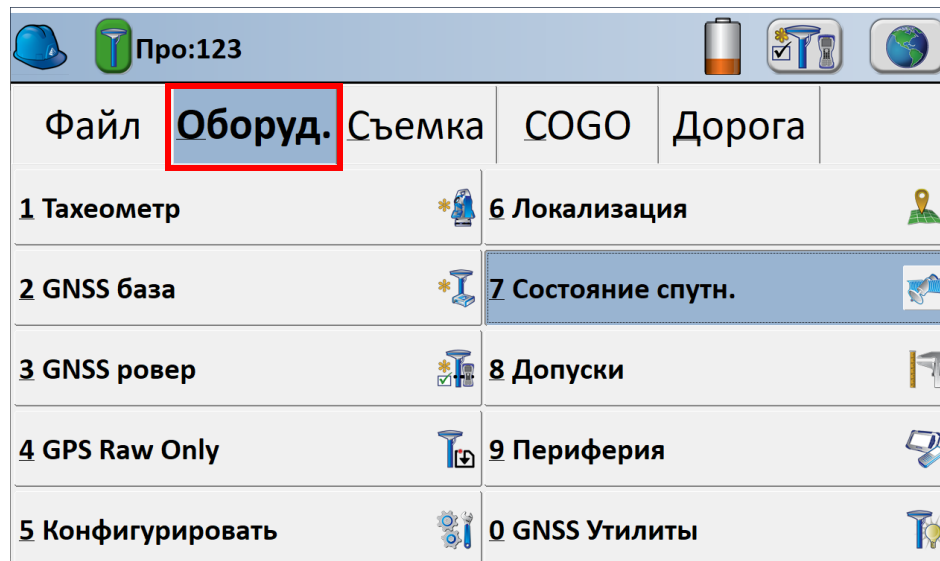 Про:123
Файл Оборуд. Съемка COGO Дорога
1 Тахеометр
6 Локализация
2 GNSS база
7 Состояние спутн.
3 GNSS ровер
8 Допуски
4 GPS Raw Only
9 Периферия
5 Конфигурировать
0 GNSS Утилиты